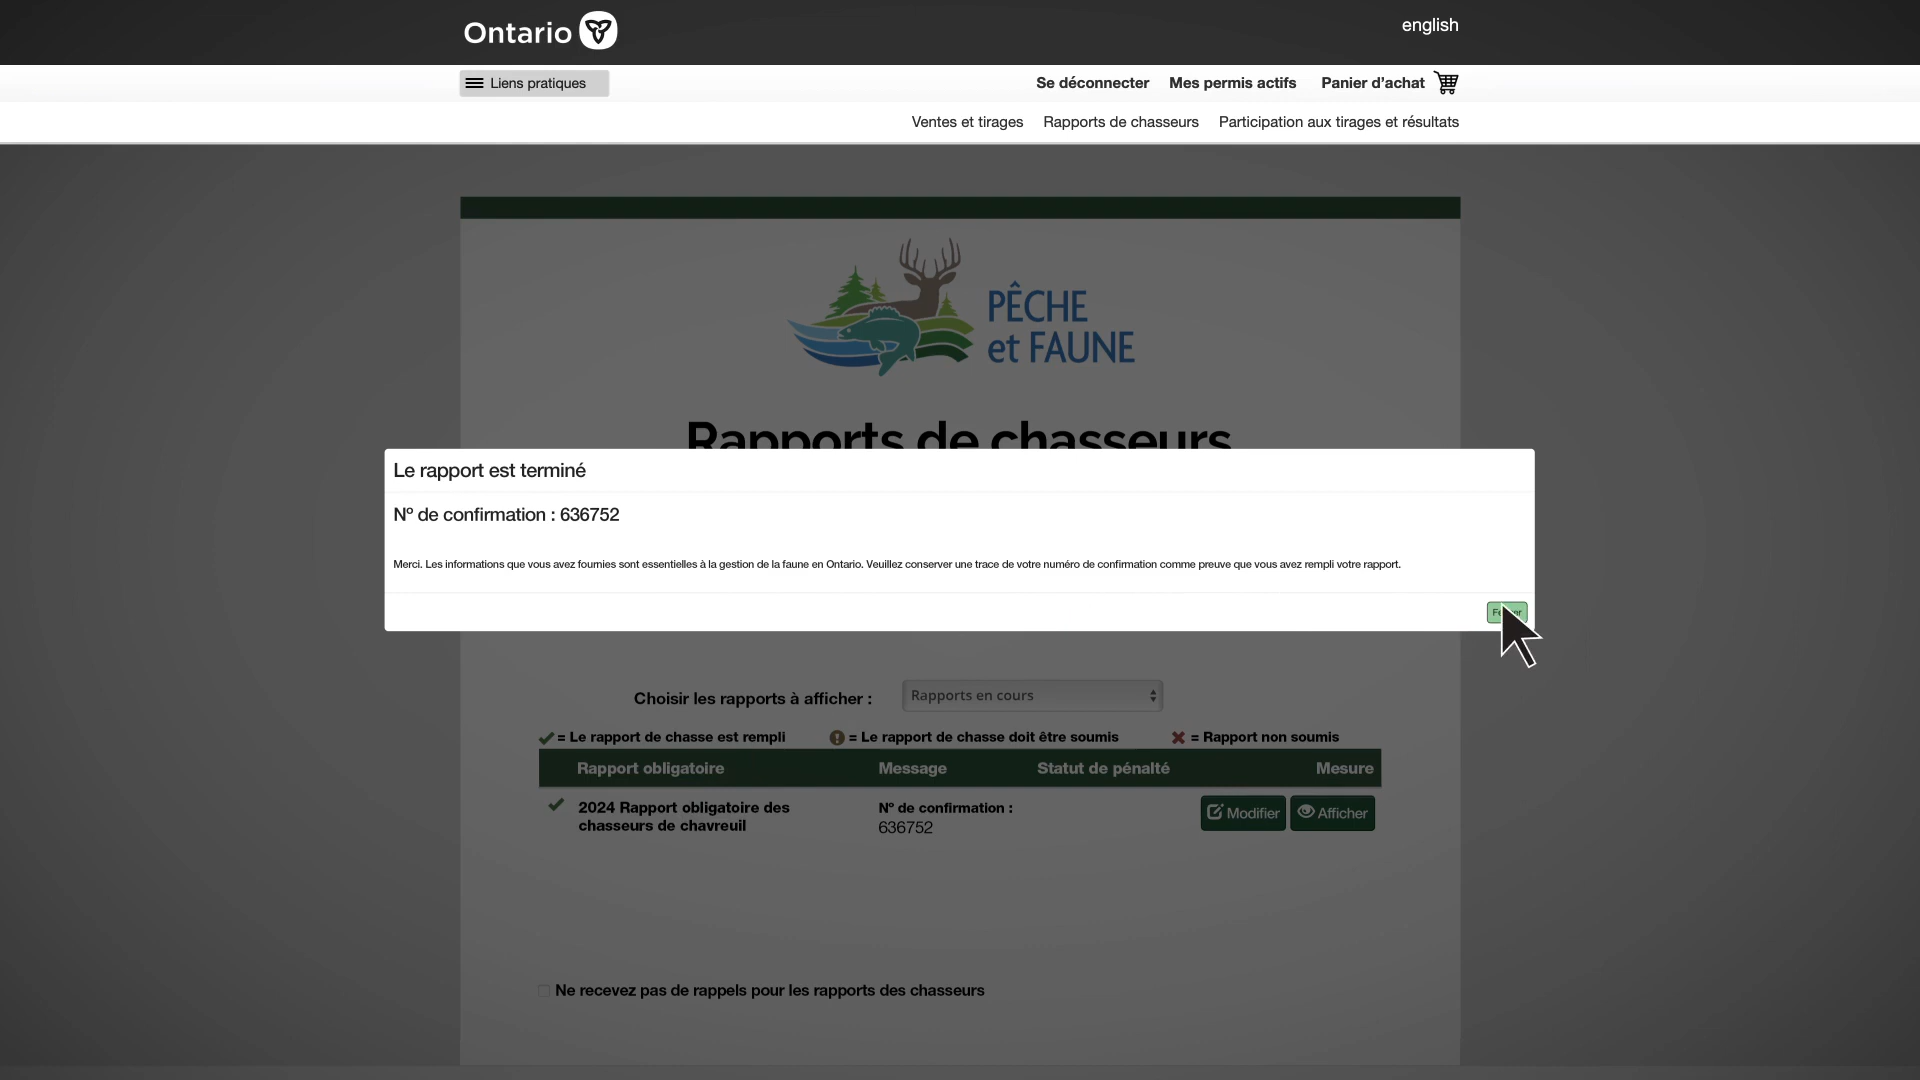 Ontario
english
Liens pratiques
Se déconnecter Mes permis actifs Panier d’achat
Ventes et tirages Rapports de chasseurs Participation aux tirages et résultats
PÊCHE
et FAUNE
Rapports de chasseurs
Le rapport est terminé
Nº de confirmation : 636752
Merci. Les informations que vous avez fournies sont essentielles à la gestion de la faune en Ontario. Veuillez conserver une trace de votre numéro de confirmation comme preuve que vous avez rempli votre rapport.
Choisir les rapports à afficher : Rapports en cours
= Le rapport de chasse est rempli = Le rapport de chasse doit être soumis = Rapport non soumis
Rapport obligatoire Message Statut de pénalité Mesure
2024 Rapport obligatoire des Nº de confirmation : Modifier Afficher
chasseurs de chavreuil 636752
Ne recevez pas de rappels pour les rapports des chasseurs